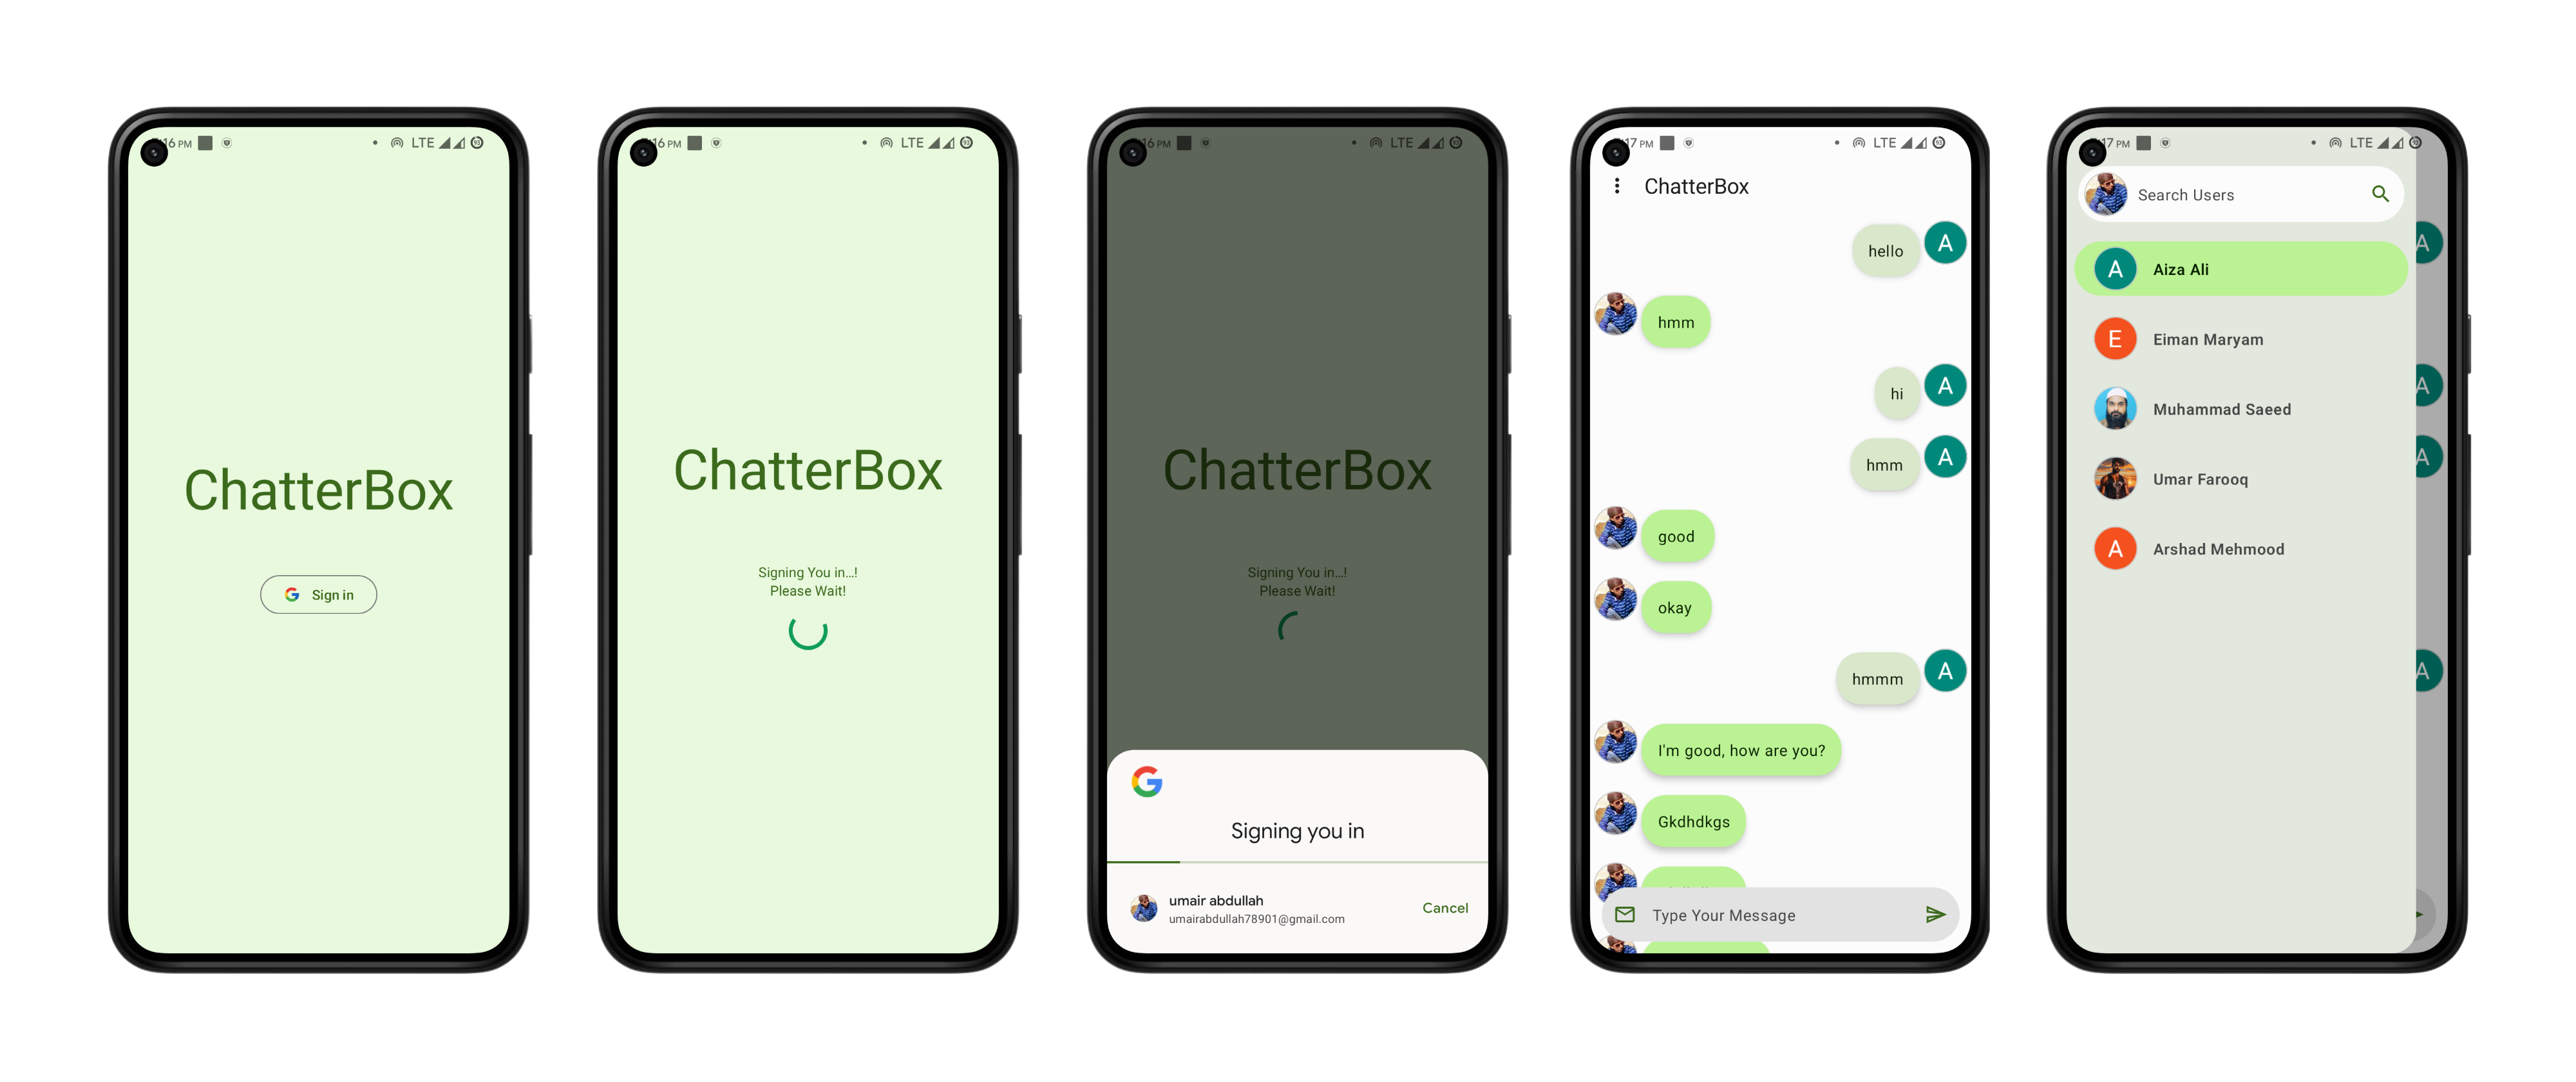 16 PM
LTE
ChatterBox
Sign in
16 PM
LTE
ChatterBox
Signing You in...!
Please Wait!
16 PM
LTE
ChatterBox
Signing You in...!
Please Wait!
Signing you in
umair abdullah
umairabdullah78901@gmail.com
Cancel
17 PM
LTE
ChatterBox
hello
A
hmm
hi
A
hmm
A
good
okay
hmmm
A
I'm good, how are you?
Gkdhdkgs
Type Your Message
17 PM
LTE
Search Users
A
A Aiza Ali
E Eiman Maryam
A
Muhammad Saeed
A
Umar Farooq
A Arshad Mehmood
A